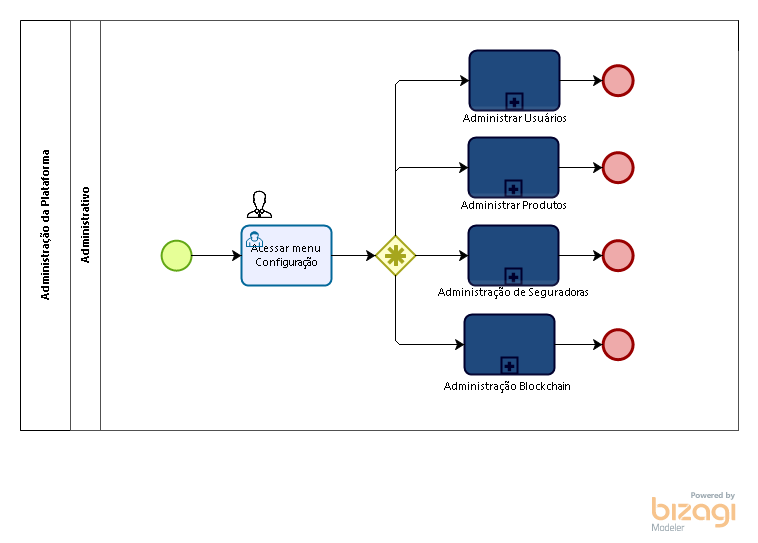 Administração da Plataforma
Administrativo
Acessar menu
Configuração
Administrar Usuários
Administrar Produtos
Administração de Seguradoras
Administração Blockchain
Powered by
bizagi
Modeler